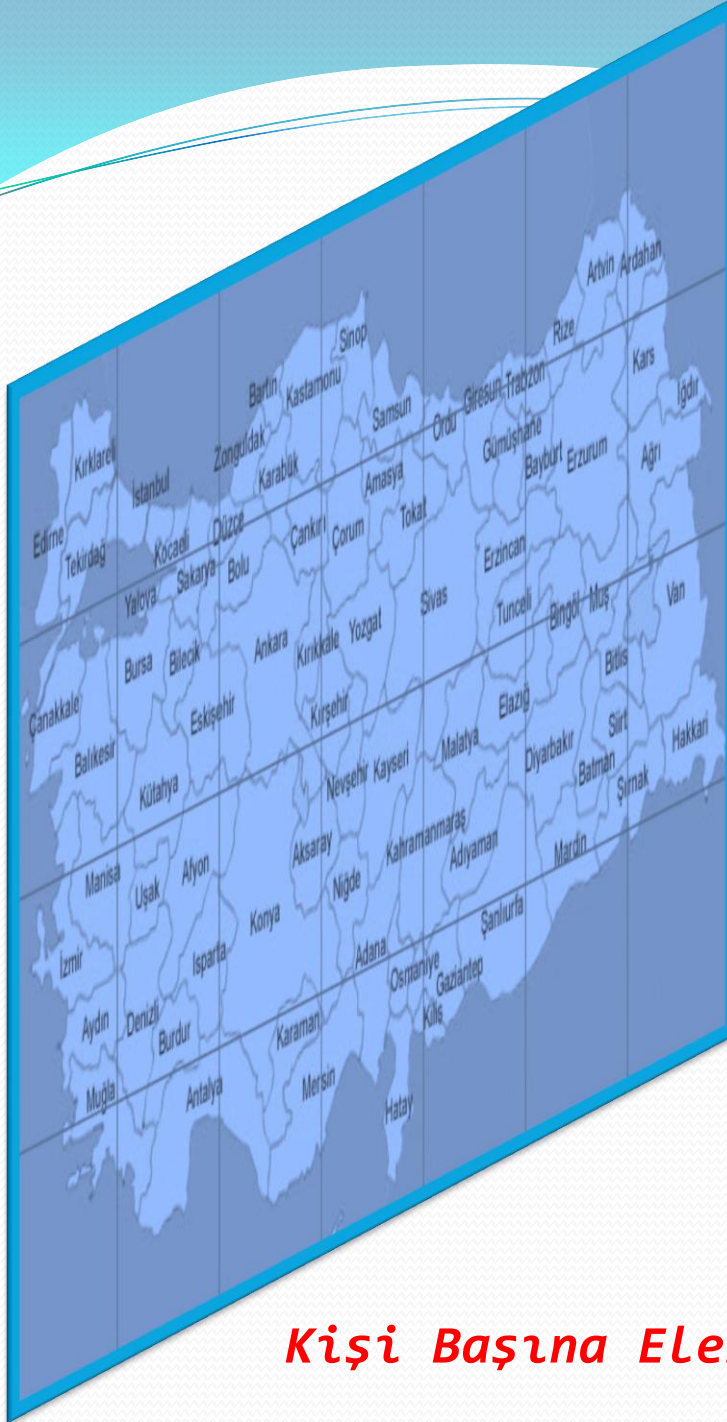 Artvin
Ardahan
Rize
Kars
Iğdır
Sinop
Bartın
Kastamonu
Samsun
Ordu
Giresun
Trabzon
Gümüşhane
Bayburt
Erzurum
Ağrı
Zonguldak
Karabük
Kırklareli
İstanbul
Edirne
Tekirdağ
Kocaeli
Düzce
Yalova
Sakarya
Bolu
Çankırı
Çorum
Amasya
Tokat
Sivas
Erzincan
Tunceli
Bingöl
Muş
Van
Bursa
Bilecik
Ankara
Kırıkkale
Yozgat
Çanakkale
Balıkesir
Eskişehir
Kırşehir
Elazığ
Bitlis
Kütahya
Nevşehir
Kayseri
Malatya
Diyarbakır
Siirt
Hakkari
Batman
Şırnak
Manisa
Uşak
Afyon
Aksaray
Niğde
Kahramanmaraş
Adıyaman
Mardin
İzmir
Isparta
Konya
Adana
Osmaniye
Gaziantep
Şanlıurfa
Kilis
Aydın
Denizli
Burdur
Karaman
Muğla
Antalya
Mersin
Hatay
Kişi Başına Ele